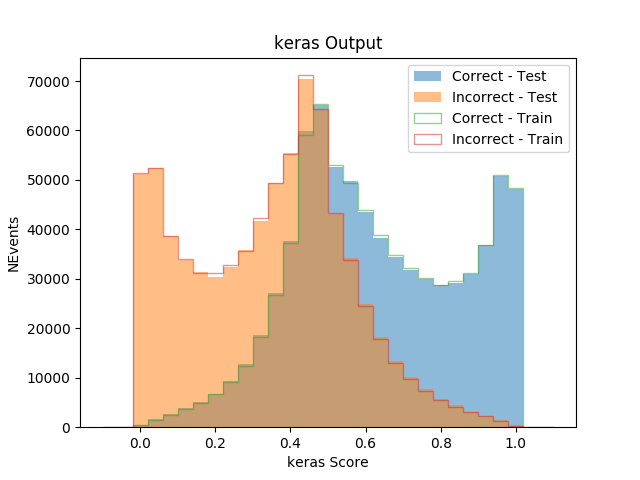 keras Output
Correct - Test
Incorrect - Test
Correct - Train
Incorrect - Train
NEvents
70000
60000
50000
40000
30000
20000
10000
0
0.0 0.2 0.4 0.6 0.8 1.0
keras Score